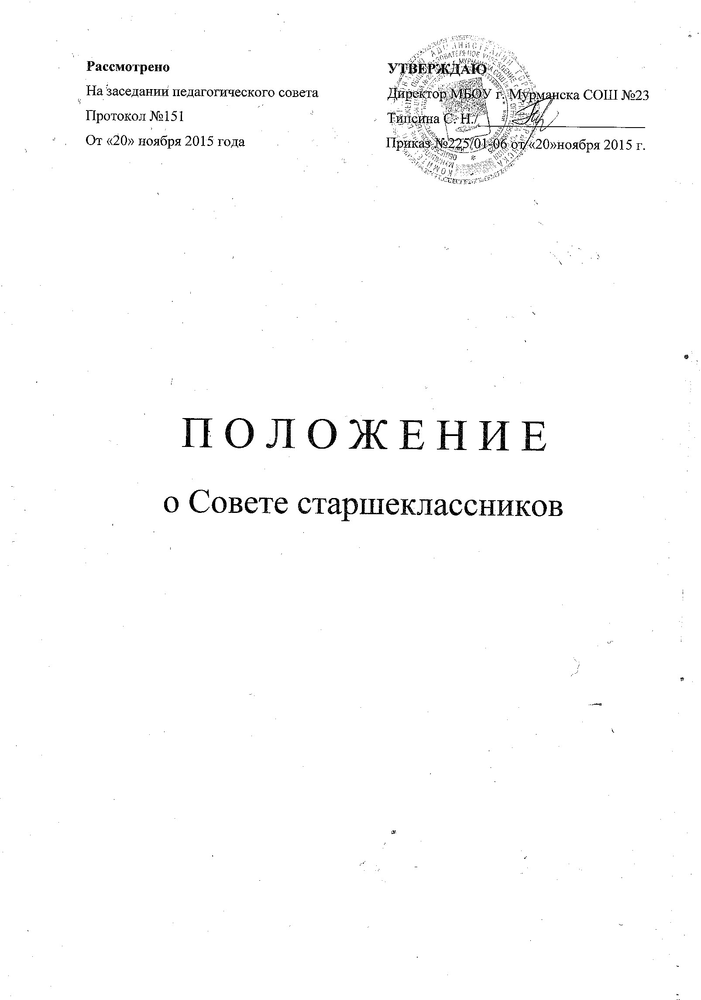 Рассмотрено
На заседании педагогического совета
Протокол №151
От «20» ноября 2015 года
УТВЕРЖДАЮ
Директор МБОУ г. Мурманска СОШ №23
Типсина С. Н./
Приказ №225/01-06 от «20»ноября 2015 г.
П О Л О Ж Е Н И Е
о Совете старшеклассников